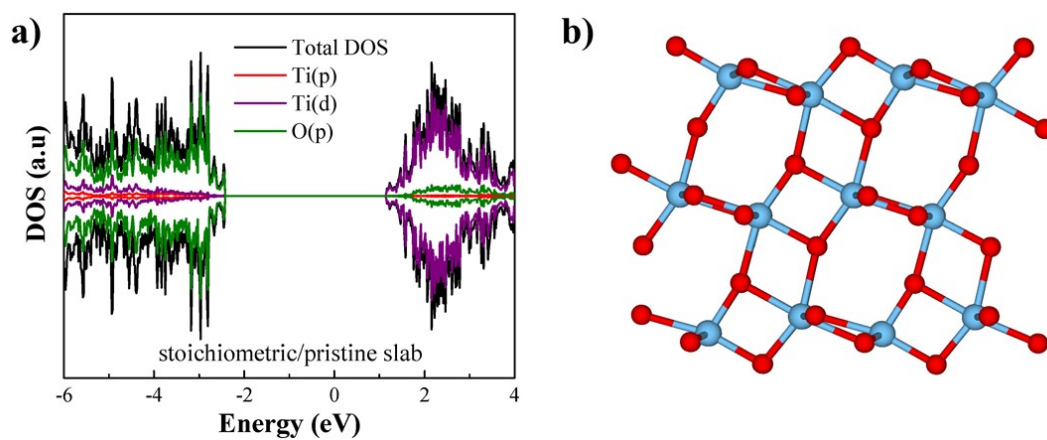 a)
Total DOS
Ti(p)
Ti(d)
O(p)
DOS (a.u)
stoichiometric/pristine slab
-6 -4 -2 0 2 4
Energy (eV)
b)